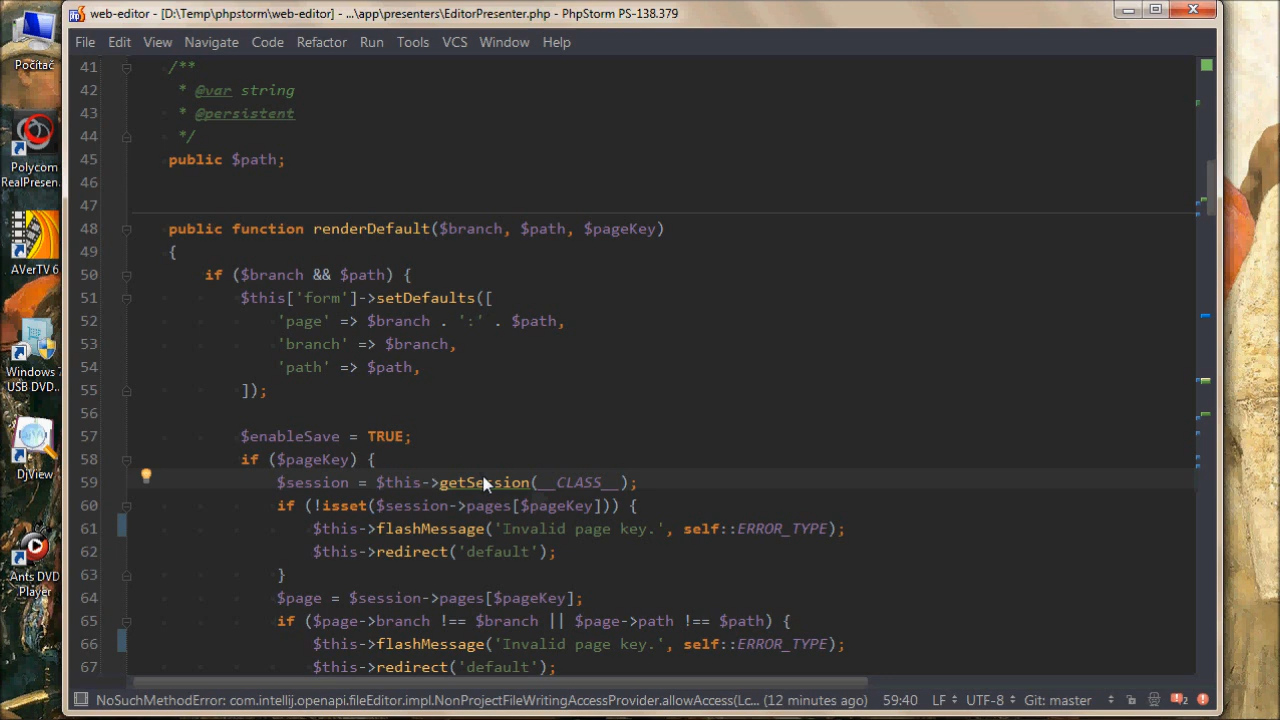 web-editor - [D:\Temp\phpstorm\web-editor] - ...\app\presenters\EditorPresenter.php - PhpStorm PS-138.379
File Edit View Navigate Code Refactor Run Tools VCS Window Help
Počítač
Polycom
RealPresen...
AVerTV 6
Windows 7
USB DVD...
DjView
Ants DVD
Player
41 /**
42 * @var string
43 * @persistent
44 */
45 public $path;
46
47
48 public function renderDefault($branch, $path, $pageKey)
49 {
50 if ($branch && $path) {
51 $this['form']->setDefaults([
52 'page' => $branch . ':' . $path,
53 'branch' => $branch,
54 'path' => $path,
55 ]);
56
57 $enableSave = TRUE;
58 if ($pageKey) {
59 $session = $this->getSession(__CLASS__);
60 if (!isset($session->pages[$pageKey])) {
61 $this->flashMessage('Invalid page key.', self::ERROR_TYPE);
62 $this->redirect('default');
63 }
64 $page = $session->pages[$pageKey];
65 if ($page->branch !== $branch || $page->path !== $path) {
66 $this->flashMessage('Invalid page key.', self::ERROR_TYPE);
67 $this->redirect('default');
NoSuchMethodError: com.intellij.openapi.fileEditor.impl.NonProjectFileWritingAccessProvider.allowAccess(Lc... (12 minutes ago) 59:40 LF UTF-8 Git: master 2